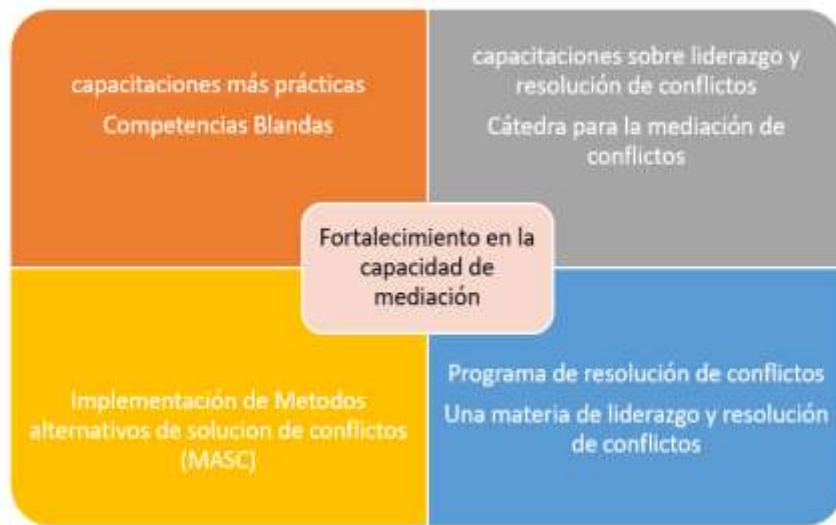 capacitaciones más prácticas
Competencias Blandas
capacitaciones sobre liderazgo y
resolución de conflictos
Cátedra para la mediación de
conflictos
Fortalecimiento en la
capacidad de
mediación
Implementación de Metodos
alternativos de solucion de conflictos
(MASC)
Programa de resolución de conflictos
Una materia de liderazgo y resolución
de conflictos